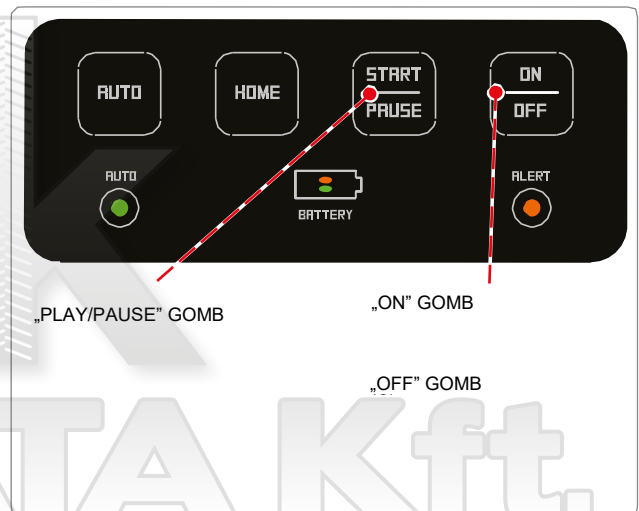 AUTO
HOME
START
PAUSE
ON
OFF
AUTO
BATTERY
ALERT
„PLAY/PAUSE” GOMB
„ON” GOMB
„OFF” GOMB
TA Kft.